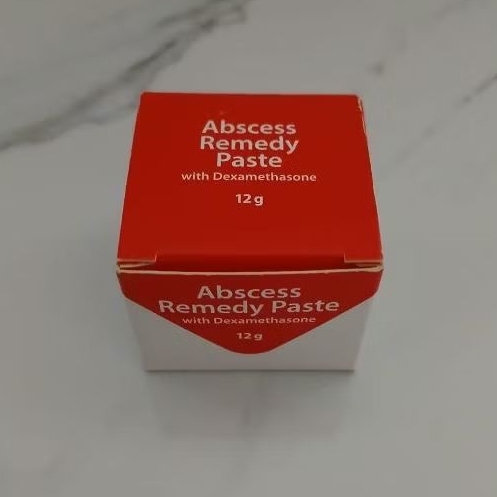 Abscess
Remedy
Paste
with Dexamethasone
12g
Abscess
Remedy Paste
with Dexamethasone
12g